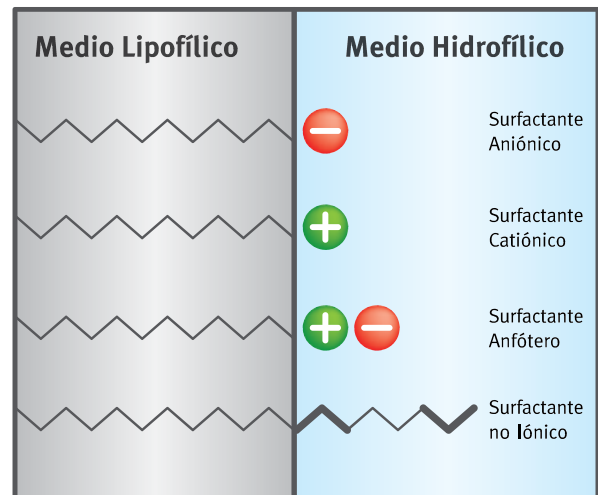 Medio Lipofílico
Medio Hidrofílico
Surfactante
Aniónico
Surfactante
Catiónico
Surfactante
Anfótero
Surfactante
no Iónico